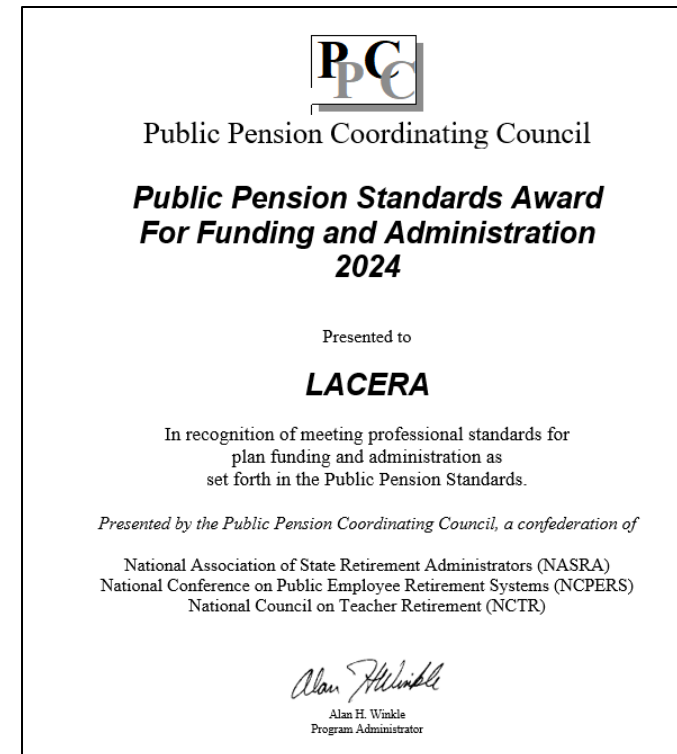 PPCC
Public Pension Coordinating Council
Public Pension Standards Award
For Funding and Administration
2024
Presented to
LACERA
In recognition of meeting professional standards for
plan funding and administration as
set forth in the Public Pension Standards.
Presented by the Public Pension Coordinating Council, a confederation of
National Association of State Retirement Administrators (NASRA)
National Conference on Public Employee Retirement Systems (NCPERS)
National Council on Teacher Retirement (NCTR)
Alan H Winkle
Alan H. Winkle
Program Administrator